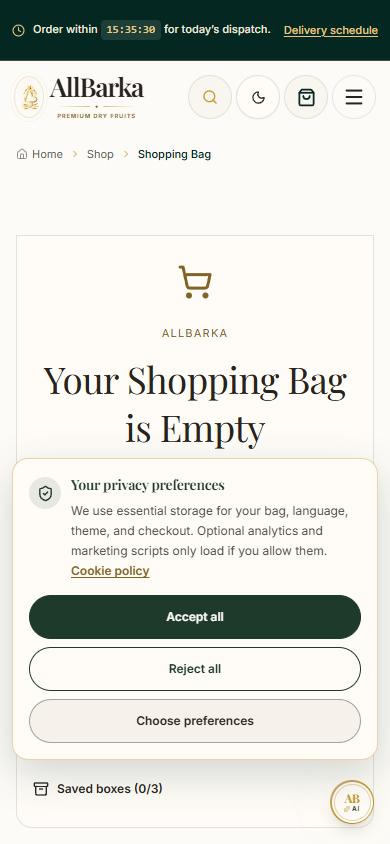 Order within 15:35:30 for today's dispatch. Delivery schedule
AllBarka
PREMIUM DRY FRUITS
Home Shop Shopping Bag
ALLBARKA
Your Shopping Bag
is Empty
Your privacy preferences
We use essential storage for your bag, language,
theme, and checkout. Optional analytics and
marketing scripts only load if you allow them.
Cookie policy
Accept all
Reject all
Choose preferences
Saved boxes (0/3)
AB
AI